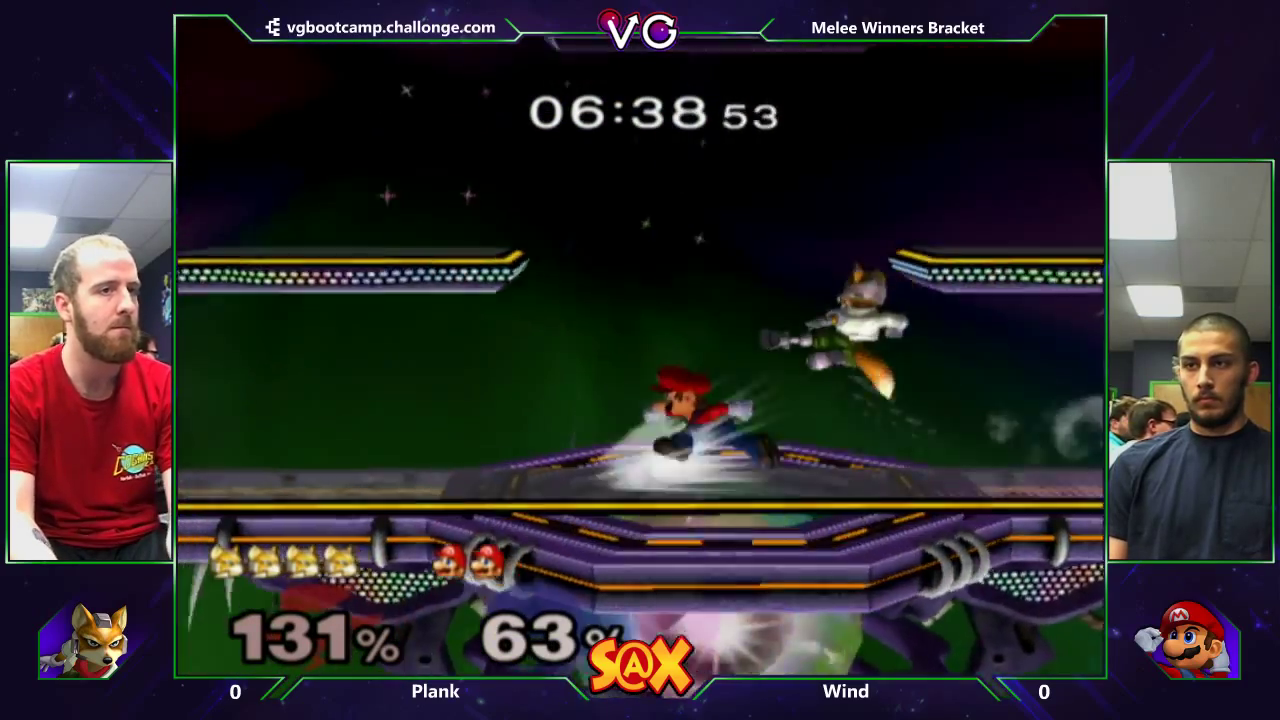 vgbootcamp.challonge.com
VG
Melee Winners Bracket
06:38 53
131%
63%
S@X
0
Plank
Wind
0